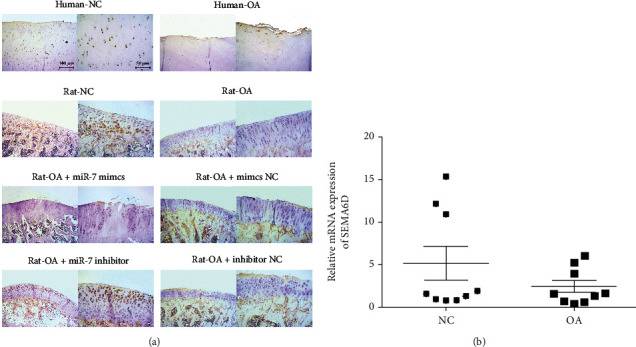 Human-NC
Human-OA
100 μm
50 μm
Rat-NC
Rat-OA
Rat-OA + miR-7 mimcs
Rat-OA + mimcs NC
Rat-OA + miR-7 inhibitor
Rat-OA + inhibitor NC
(a)
Relative mRNA expression
of SEMA6D
20
15
10
5
0
NC
OA
(b)